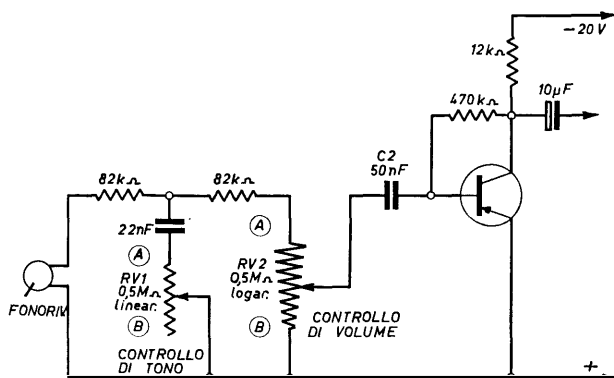 −20V
12kΩ
10µF
470kΩ
C2
50nF
82kΩ
82kΩ
22nF
A
RV1
0,5MΩ
linear.
B
FONORIV.
CONTROLLO
DI TONO
A
RV2
0,5MΩ
logar.
B
CONTROLLO
DI VOLUME
+